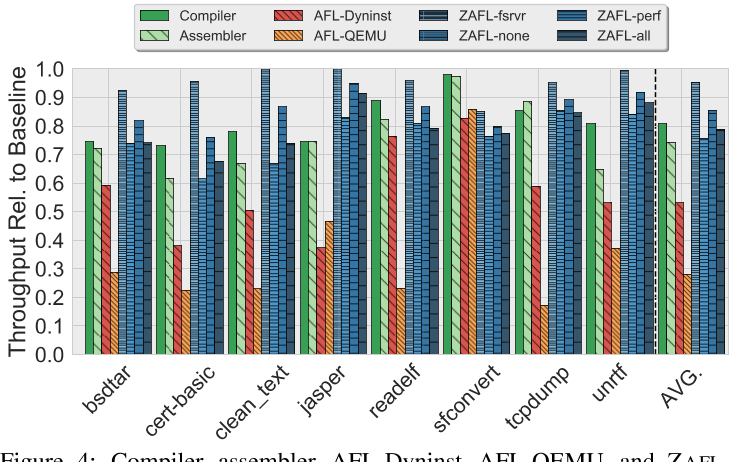 Compiler AFL-Dyninst ZAFL-fsrvr ZAFL-perf
Assembler AFL-QEMU ZAFL-none ZAFL-all
Throughput Rel. to Baseline
1.0
0.9
0.8
0.7
0.6
0.5
0.4
0.3
0.2
0.1
0.0
bsdtar cert-basic clean_text jasper readelf sfconvert tcpdump unrtf AVG.
Figure 4: Compiler, assembler, AFL-Dyninst, AFL-QEMU, and ZAFL